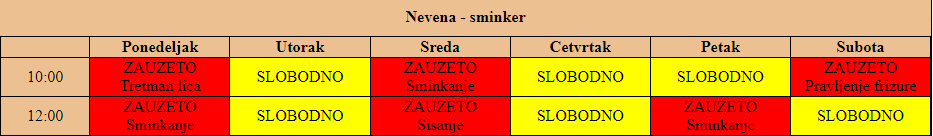 Nevena - sminker
Ponedeljak Utorak Sreda Cetvrtak Petak Subota
10:00 ZAUZETO Tretman lica SLOBODNO ZAUZETO Sminkanje SLOBODNO SLOBODNO ZAUZETO Pravljenje frizure
12:00 ZAUZETO Sminkanje SLOBODNO ZAUZETO Sisanje SLOBODNO ZAUZETO Sminkanje SLOBODNO